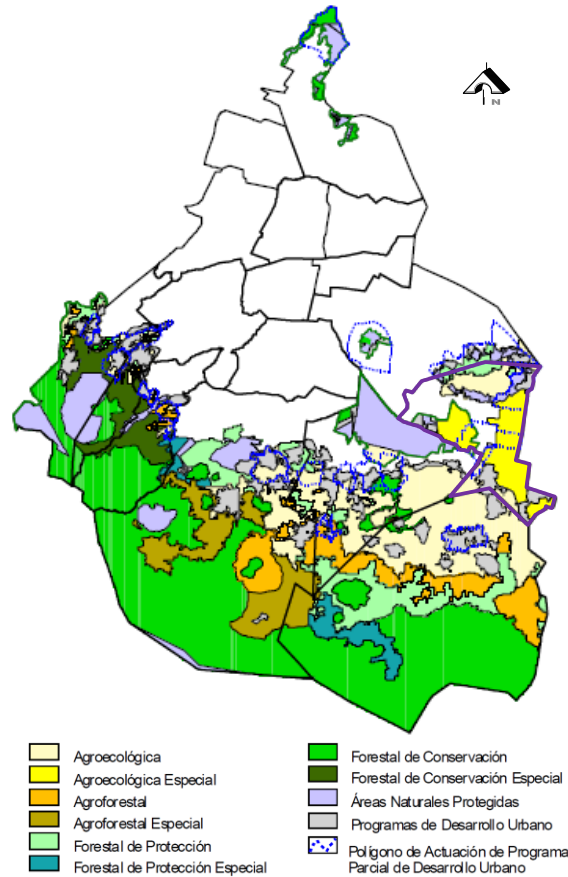 N
Agroecológica
Agroecológica Especial
Agroforestal
Agroforestal Especial
Forestal de Protección
Forestal de Protección Especial
Forestal de Conservación
Forestal de Conservación Especial
Áreas Naturales Protegidas
Programas de Desarrollo Urbano
Polígono de Actuación de Programa
Parcial de Desarrollo Urbano